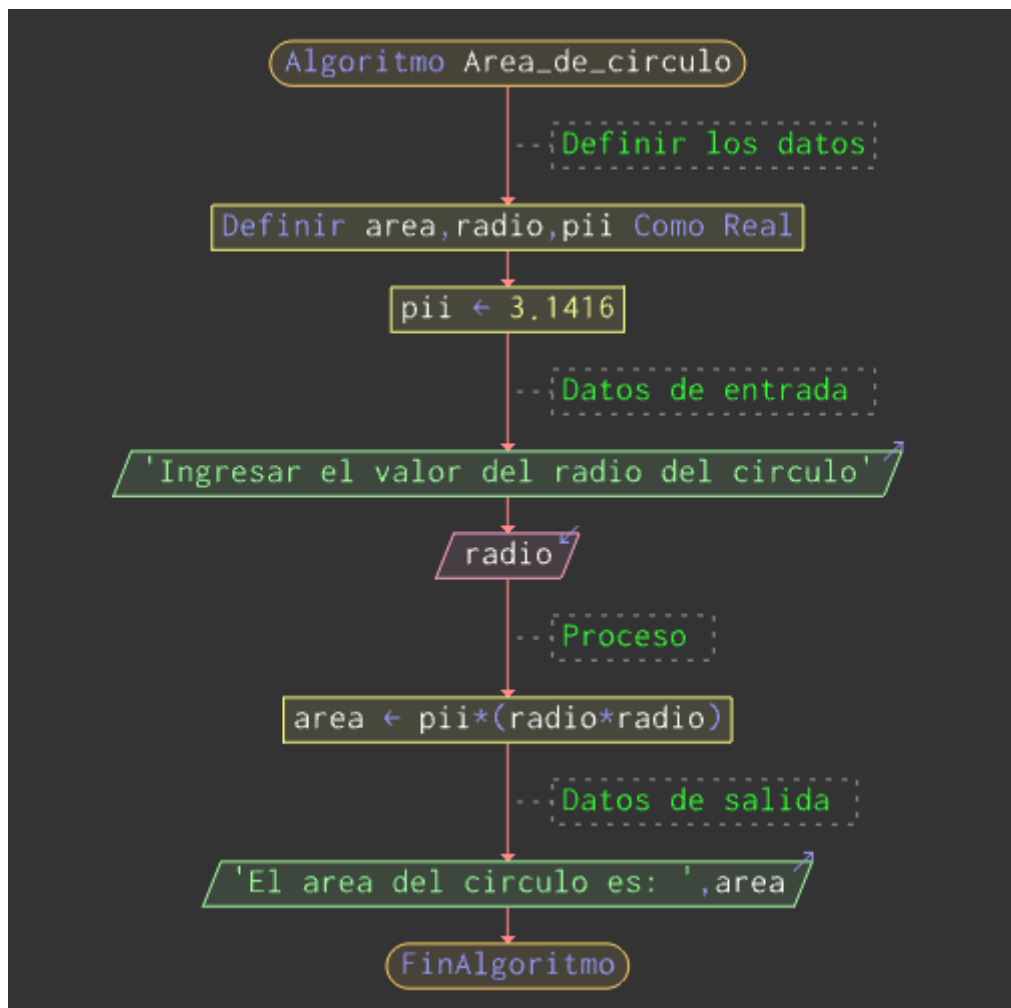 Algoritmo Area_de_circulo
Definir los datos
Definir area,radio,pii Como Real
pii ← 3.1416
Datos de entrada
'Ingresar el valor del radio del circulo'
radio
Proceso
area ← pii*(radio*radio)
Datos de salida
'El area del circulo es: ',area
FinAlgoritmo